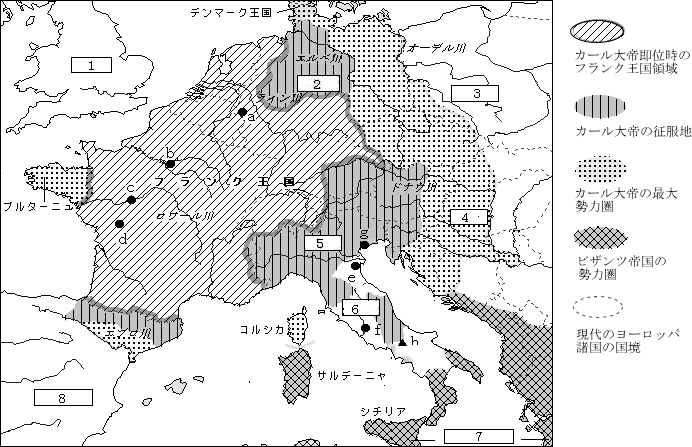 デンマーク王国
オーデル川
エルベ川
1
2
3
ライン川
a
b
フランク王国
ドナウ川
ブルターニュ
c
ロワール川
d
4
5
g
e
6
エブロ川
コルシカ
f
h
サルデーニャ
8
シチリア
7
カール大帝即位時の
フランク王国領域
カール大帝の征服地
カール大帝の最大
勢力圏
ビザンツ帝国の
勢力圏
現代のヨーロッパ
諸国の国境